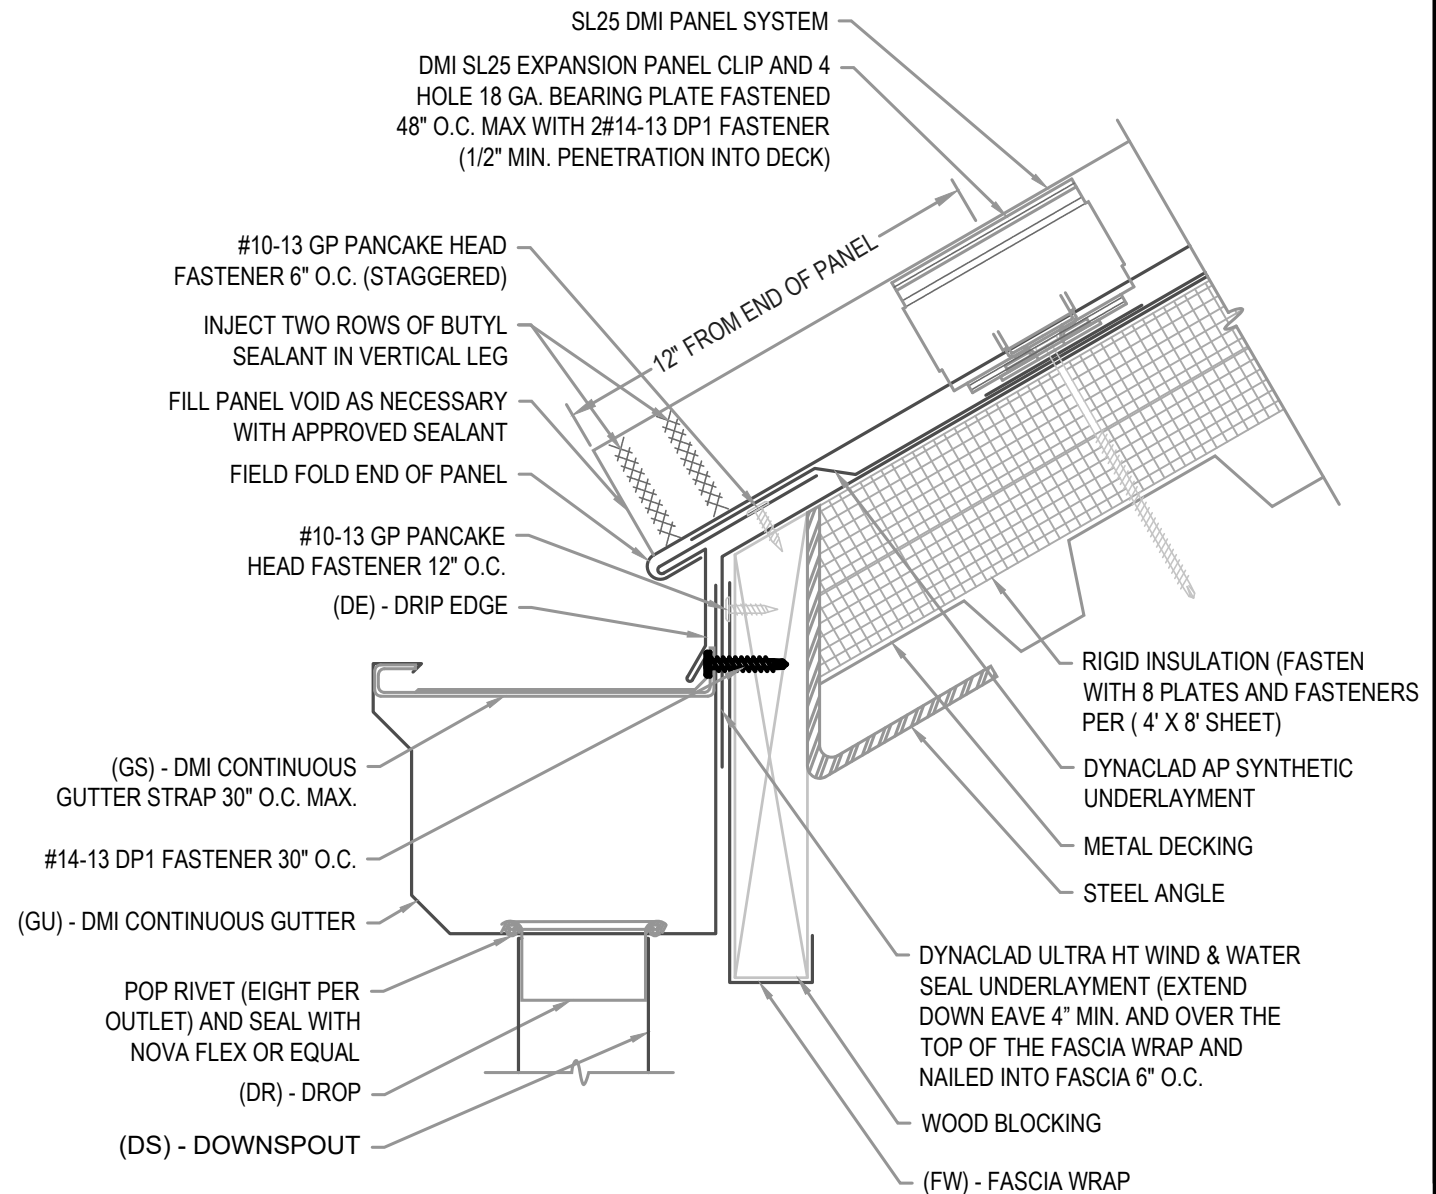 SL25 DMI PANEL SYSTEM
DMI SL25 EXPANSION PANEL CLIP AND 4
HOLE 18 GA. BEARING PLATE FASTENED
48" O.C. MAX WITH 2#14-13 DP1 FASTENER
(1/2" MIN. PENETRATION INTO DECK)
12" FROM END OF PANEL
#10-13 GP PANCAKE HEAD
FASTENER 6" O.C. (STAGGERED)
INJECT TWO ROWS OF BUTYL
SEALANT IN VERTICAL LEG
FILL PANEL VOID AS NECESSARY
WITH APPROVED SEALANT
FIELD FOLD END OF PANEL
#10-13 GP PANCAKE
HEAD FASTENER 12" O.C.
(DE) - DRIP EDGE
(GS) - DMI CONTINUOUS
GUTTER STRAP 30" O.C. MAX.
#14-13 DP1 FASTENER 30" O.C.
(GU) - DMI CONTINUOUS GUTTER
POP RIVET (EIGHT PER
OUTLET) AND SEAL WITH
NOVA FLEX OR EQUAL
(DR) - DROP
(DS) - DOWNSPOUT
RIGID INSULATION (FASTEN
WITH 8 PLATES AND FASTENERS
PER ( 4' X 8' SHEET)
DYNACLAD AP SYNTHETIC
UNDERLAYMENT
METAL DECKING
STEEL ANGLE
DYNACLAD ULTRA HT WIND & WATER
SEAL UNDERLAYMENT (EXTEND
DOWN EAVE 4” MIN. AND OVER THE
TOP OF THE FASCIA WRAP AND
NAILED INTO FASCIA 6" O.C.
WOOD BLOCKING
(FW) - FASCIA WRAP